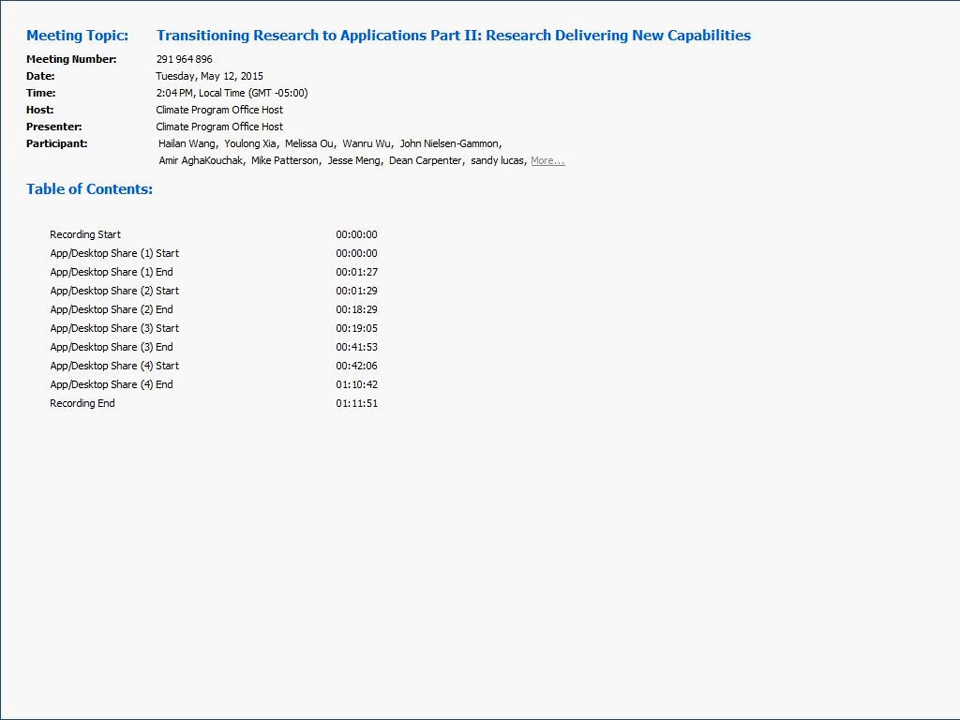 Meeting Topic: Transitioning Research to Applications Part II: Research Delivering New Capabilities
Meeting Number: 291 964 896
Date: Tuesday, May 12, 2015
Time: 2:04 PM, Local Time (GMT -05:00)
Host: Climate Program Office Host
Presenter: Climate Program Office Host
Participant: Hailan Wang, Youlong Xia, Melissa Ou, Wanru Wu, John Nielsen-Gammon,
Amir AghaKouchak, Mike Patterson, Jesse Meng, Dean Carpenter, sandy lucas, More...
Table of Contents:
Recording Start 00:00:00
App/Desktop Share (1) Start 00:00:00
App/Desktop Share (1) End 00:01:27
App/Desktop Share (2) Start 00:01:29
App/Desktop Share (2) End 00:18:29
App/Desktop Share (3) Start 00:19:05
App/Desktop Share (3) End 00:41:53
App/Desktop Share (4) Start 00:42:06
App/Desktop Share (4) End 01:10:42
Recording End 01:11:51